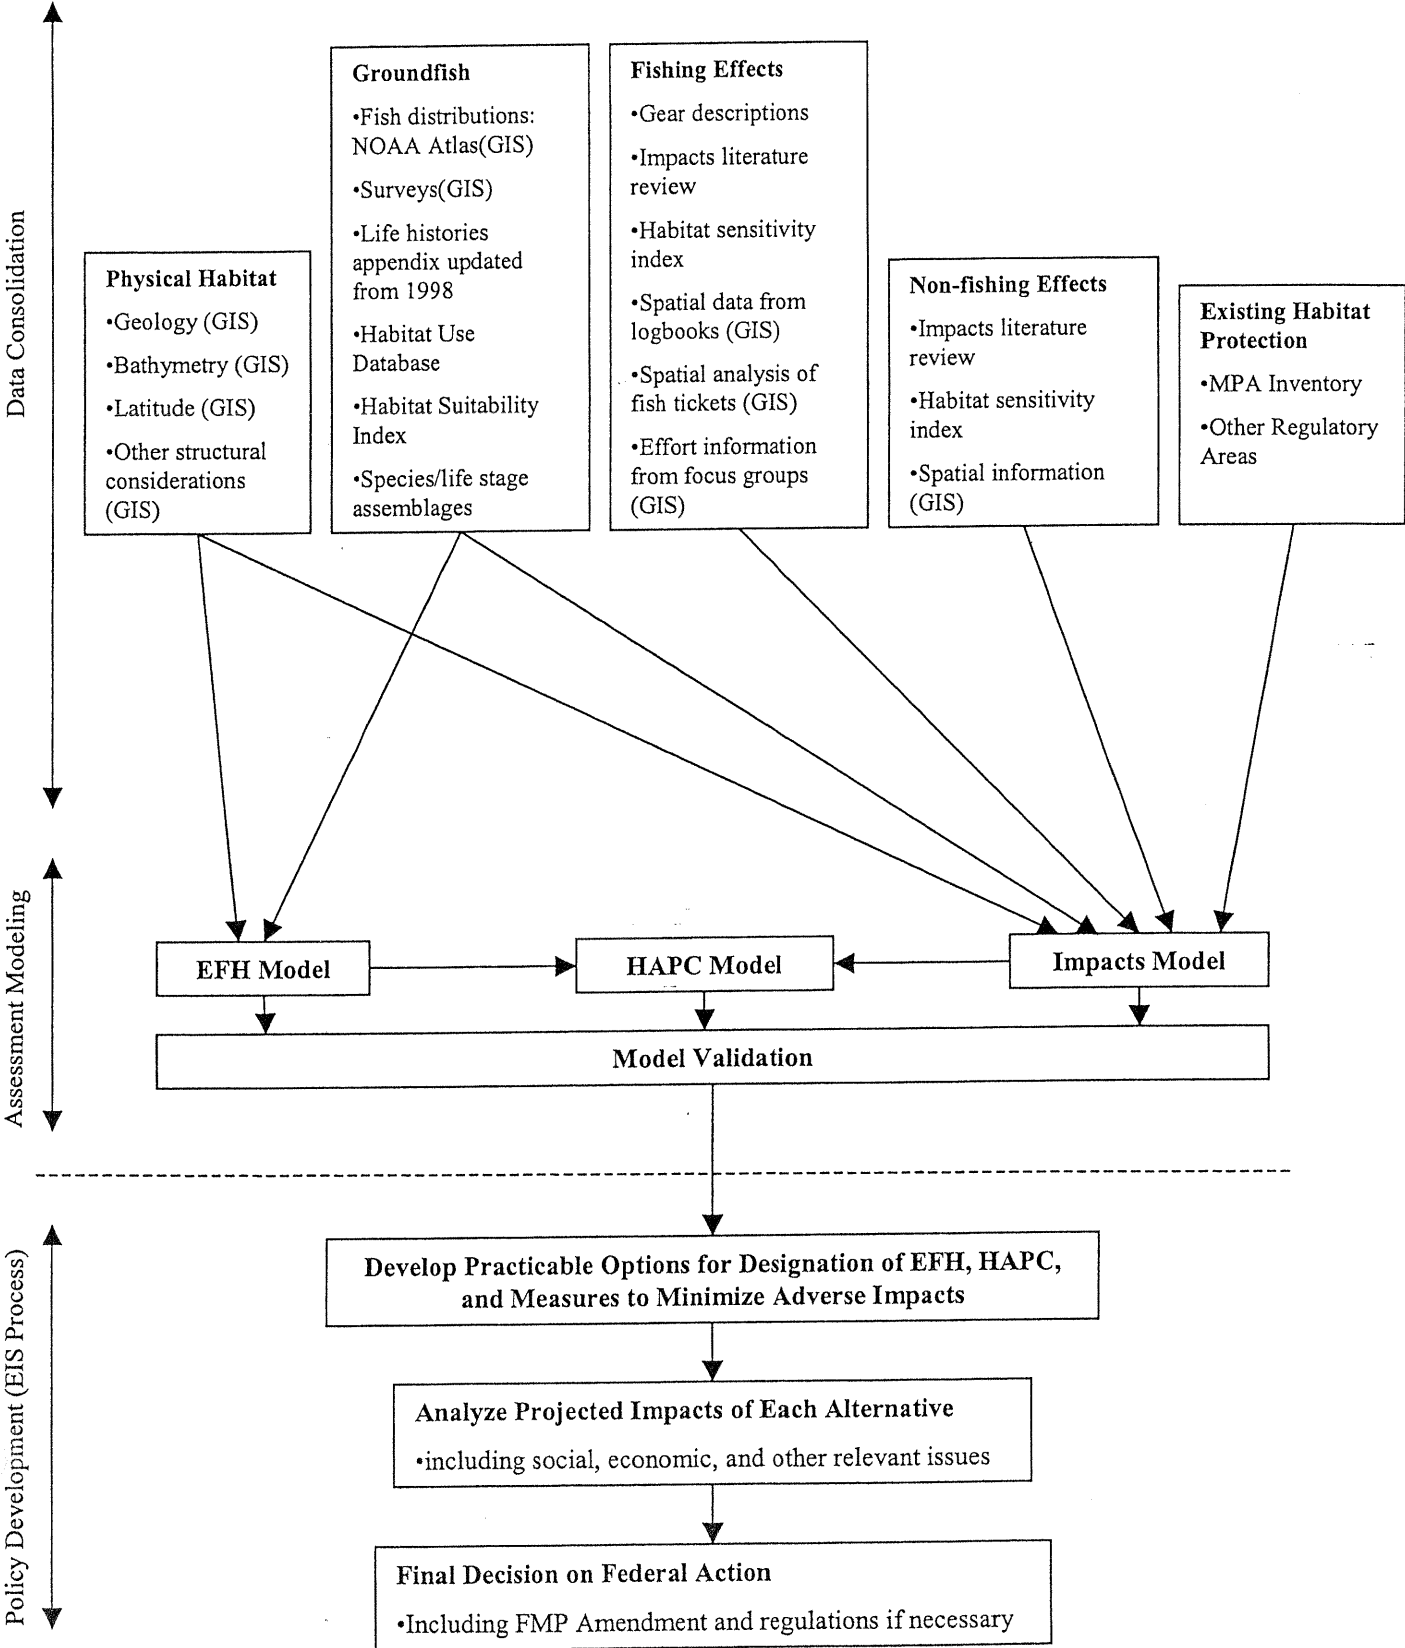 Data Consolidation
Physical Habitat
•Geology (GIS)
•Bathymetry (GIS)
•Latitude (GIS)
•Other structural
considerations
(GIS)
Groundfish
•Fish distributions:
NOAA Atlas(GIS)
•Surveys(GIS)
•Life histories
appendix updated
from 1998
•Habitat Use
Database
•Habitat Suitability
Index
•Species/life stage
assemblages
Fishing Effects
•Gear descriptions
•Impacts literature
review
•Habitat sensitivity
index
•Spatial data from
logbooks (GIS)
•Spatial analysis of
fish tickets (GIS)
•Effort information
from focus groups
(GIS)
Non-fishing Effects
•Impacts literature
review
•Habitat sensitivity
index
•Spatial information
(GIS)
Existing Habitat
Protection
•MPA Inventory
•Other Regulatory
Areas
Assessment Modeling
EFH Model
HAPC Model
Impacts Model
Model Validation
Policy Development (EIS Process)
Develop Practicable Options for Designation of EFH, HAPC,
and Measures to Minimize Adverse Impacts
Analyze Projected Impacts of Each Alternative
•including social, economic, and other relevant issues
Final Decision on Federal Action
•Including FMP Amendment and regulations if necessary